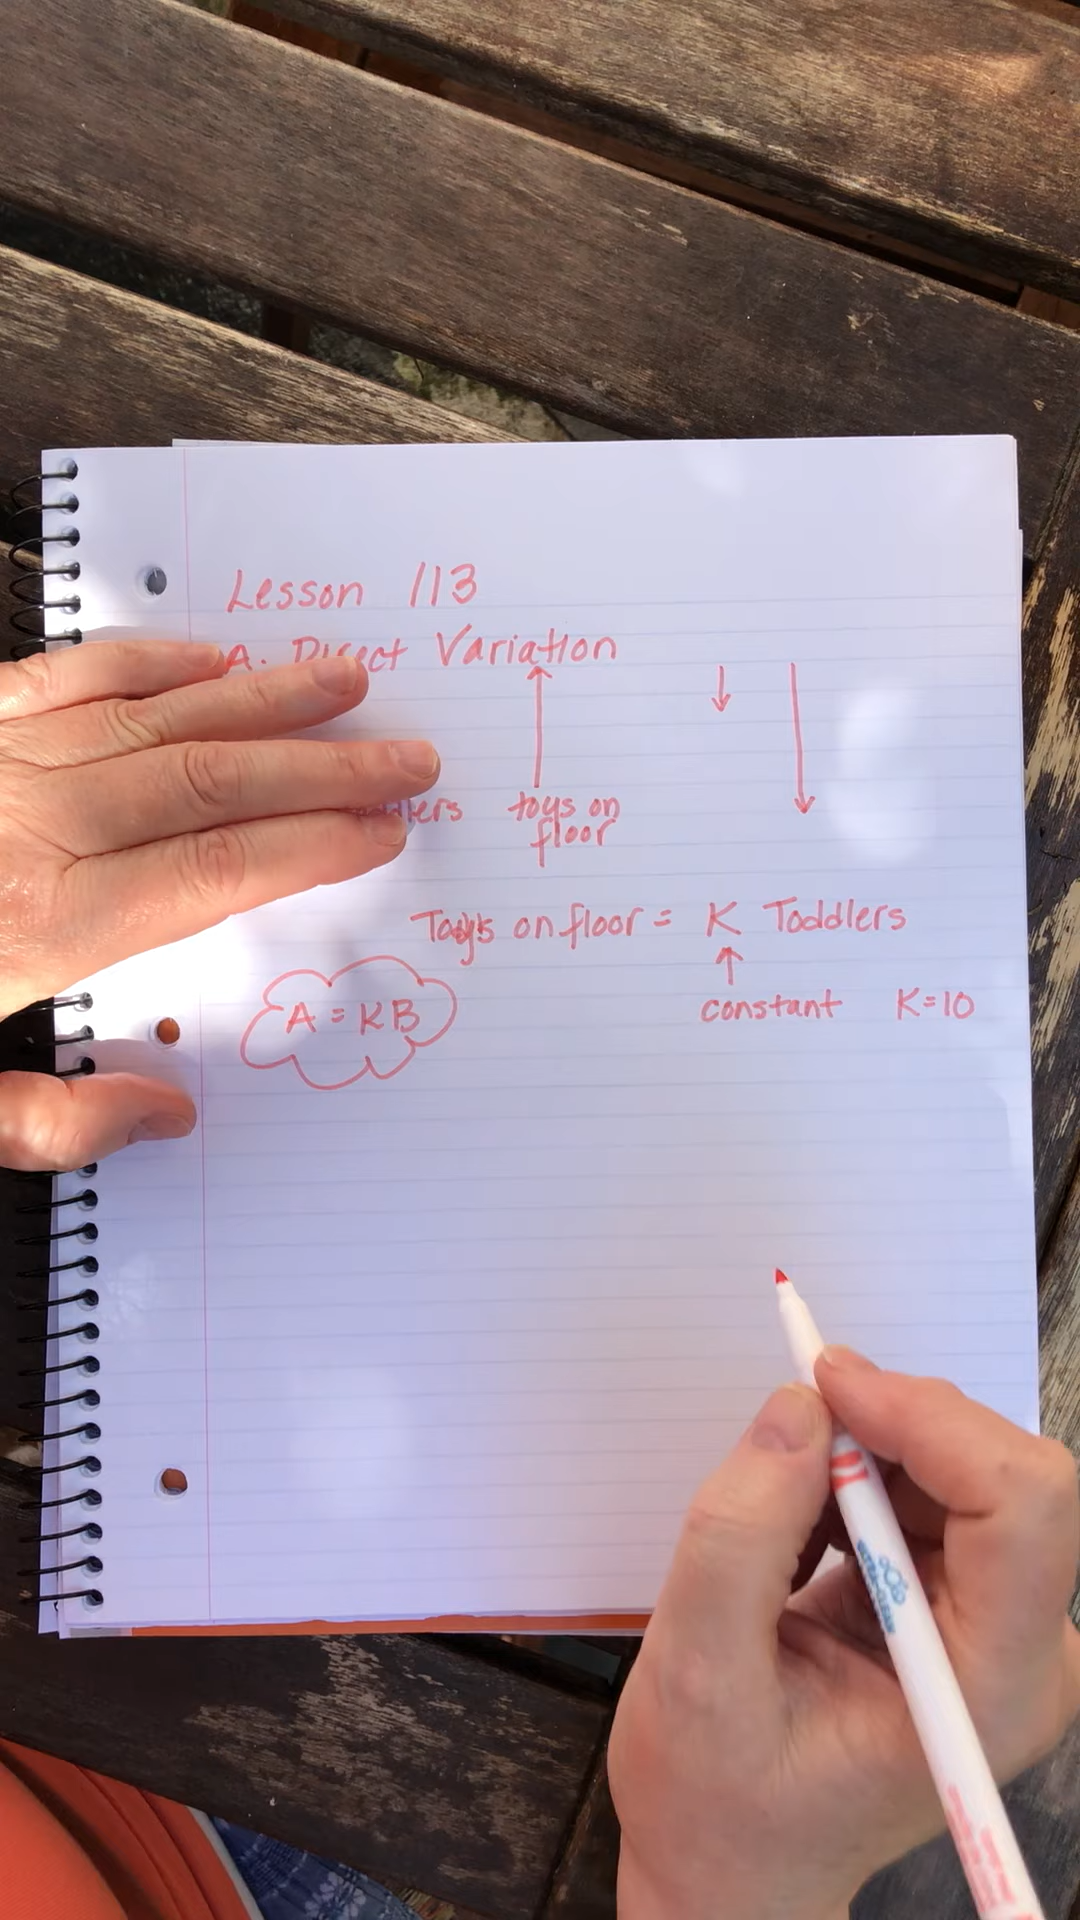 Lesson 113
A. Direct Variation
toys on
floor
Toys on floor = K Toddlers
constant K=10
A = KB